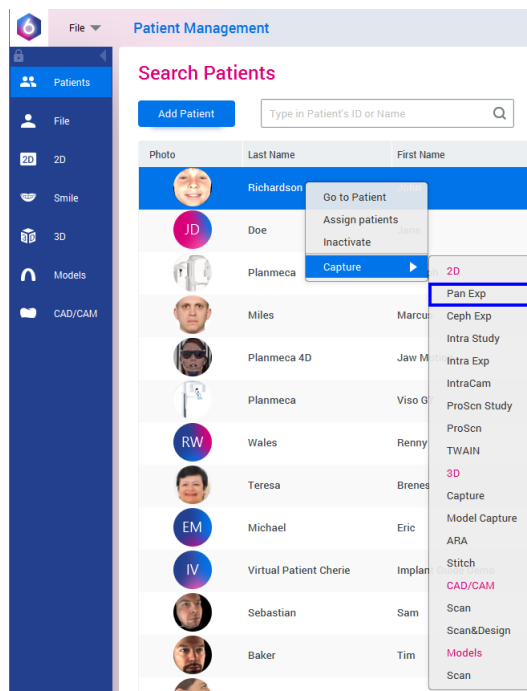 File
Patient Management
Patients
File
2D 2D
Smile
3D 3D
Models
CAD/CAM
Search Patients
Add Patient
Type in Patient's ID or Name
Photo Last Name First Name
Richardson
JD Doe
Planmeca
Miles Marcus
Planmeca 4D Jaw
Planmeca Viso G
RW Wales Renny
Teresa Brenes
EM Michael Eric
IV Virtual Patient Cherie Implant
Sebastian Sam
Baker Tim
Go to Patient
Assign patients
Inactivate
Capture
2D
Pan Exp
Ceph Exp
Intra Study
Intra Exp
IntraCam
ProScn Study
ProScn
TWAIN
3D
Capture
Model Capture
ARA
Stitch
CAD/CAM
Scan
Scan&Design
Models
Scan